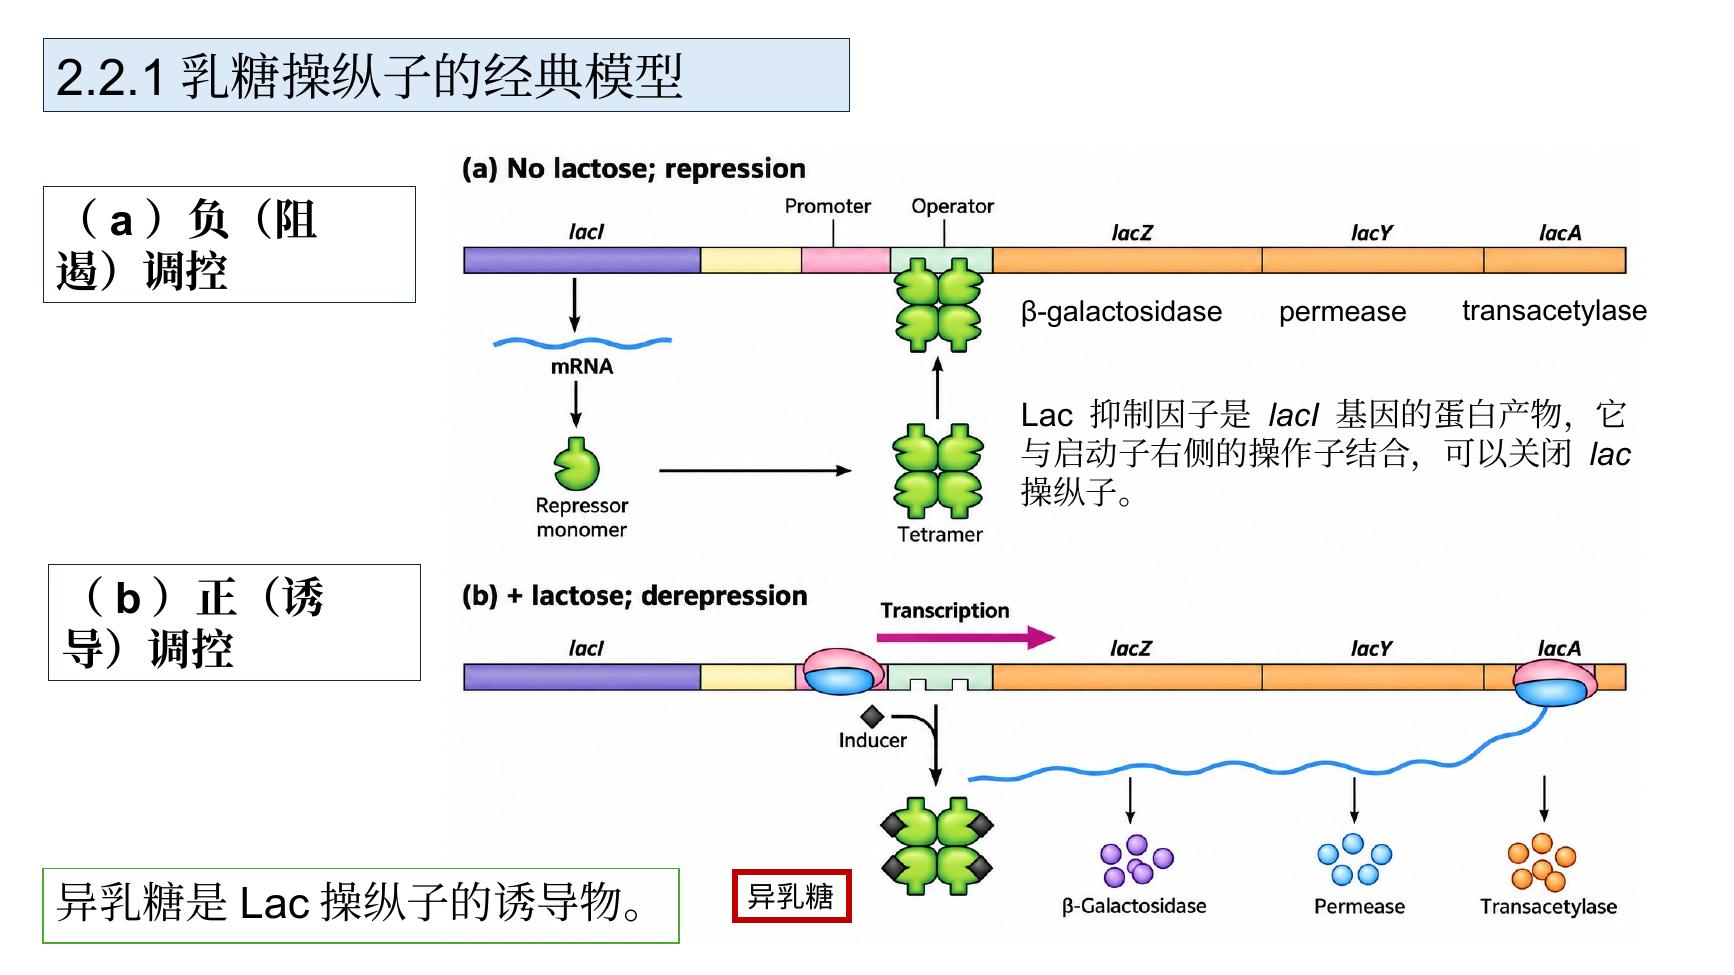 2.2.1 乳糖操纵子的经典模型
（a）负（阻
遏）调控
(a) No lactose; repression
Promoter
Operator
lacI
lacZ
lacY
lacA
β-galactosidase
permease
transacetylase
mRNA
Repressor
monomer
Tetramer
Lac 抑制因子是 lacI 基因的蛋白产物，它
与启动子右侧的操作子结合，可以关闭 lac
操纵子。
（b）正（诱
导）调控
(b) + lactose; derepression
Transcription
lacI
lacZ
lacY
lacA
Inducer
异乳糖是 Lac 操纵子的诱导物。
异乳糖
β-Galactosidase
Permease
Transacetylase